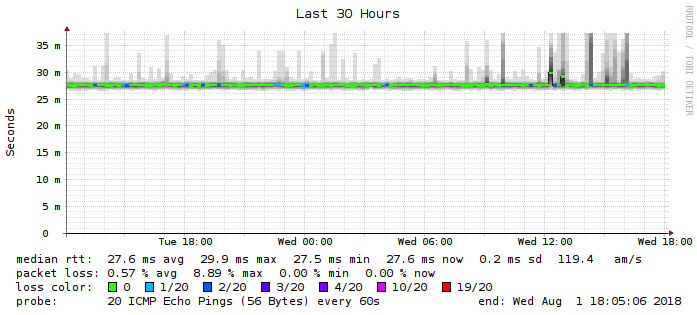 Last 30 Hours
RRDTOOL / TOBI OETIKER
Seconds
35 m
30 m
25 m
20 m
15 m
10 m
5 m
0
Tue 18:00 Wed 00:00 Wed 06:00 Wed 12:00 Wed 18:00
median rtt: 27.6 ms avg 29.9 ms max 27.5 ms min 27.6 ms now 0.2 ms sd 119.4 am/s
packet loss: 0.57 % avg 8.89 % max 0.00 % min 0.00 % now
loss color: 0 1/20 2/20 3/20 4/20 10/20 19/20
probe: 20 ICMP Echo Pings (56 Bytes) every 60s end: Wed Aug 1 18:05:06 2018